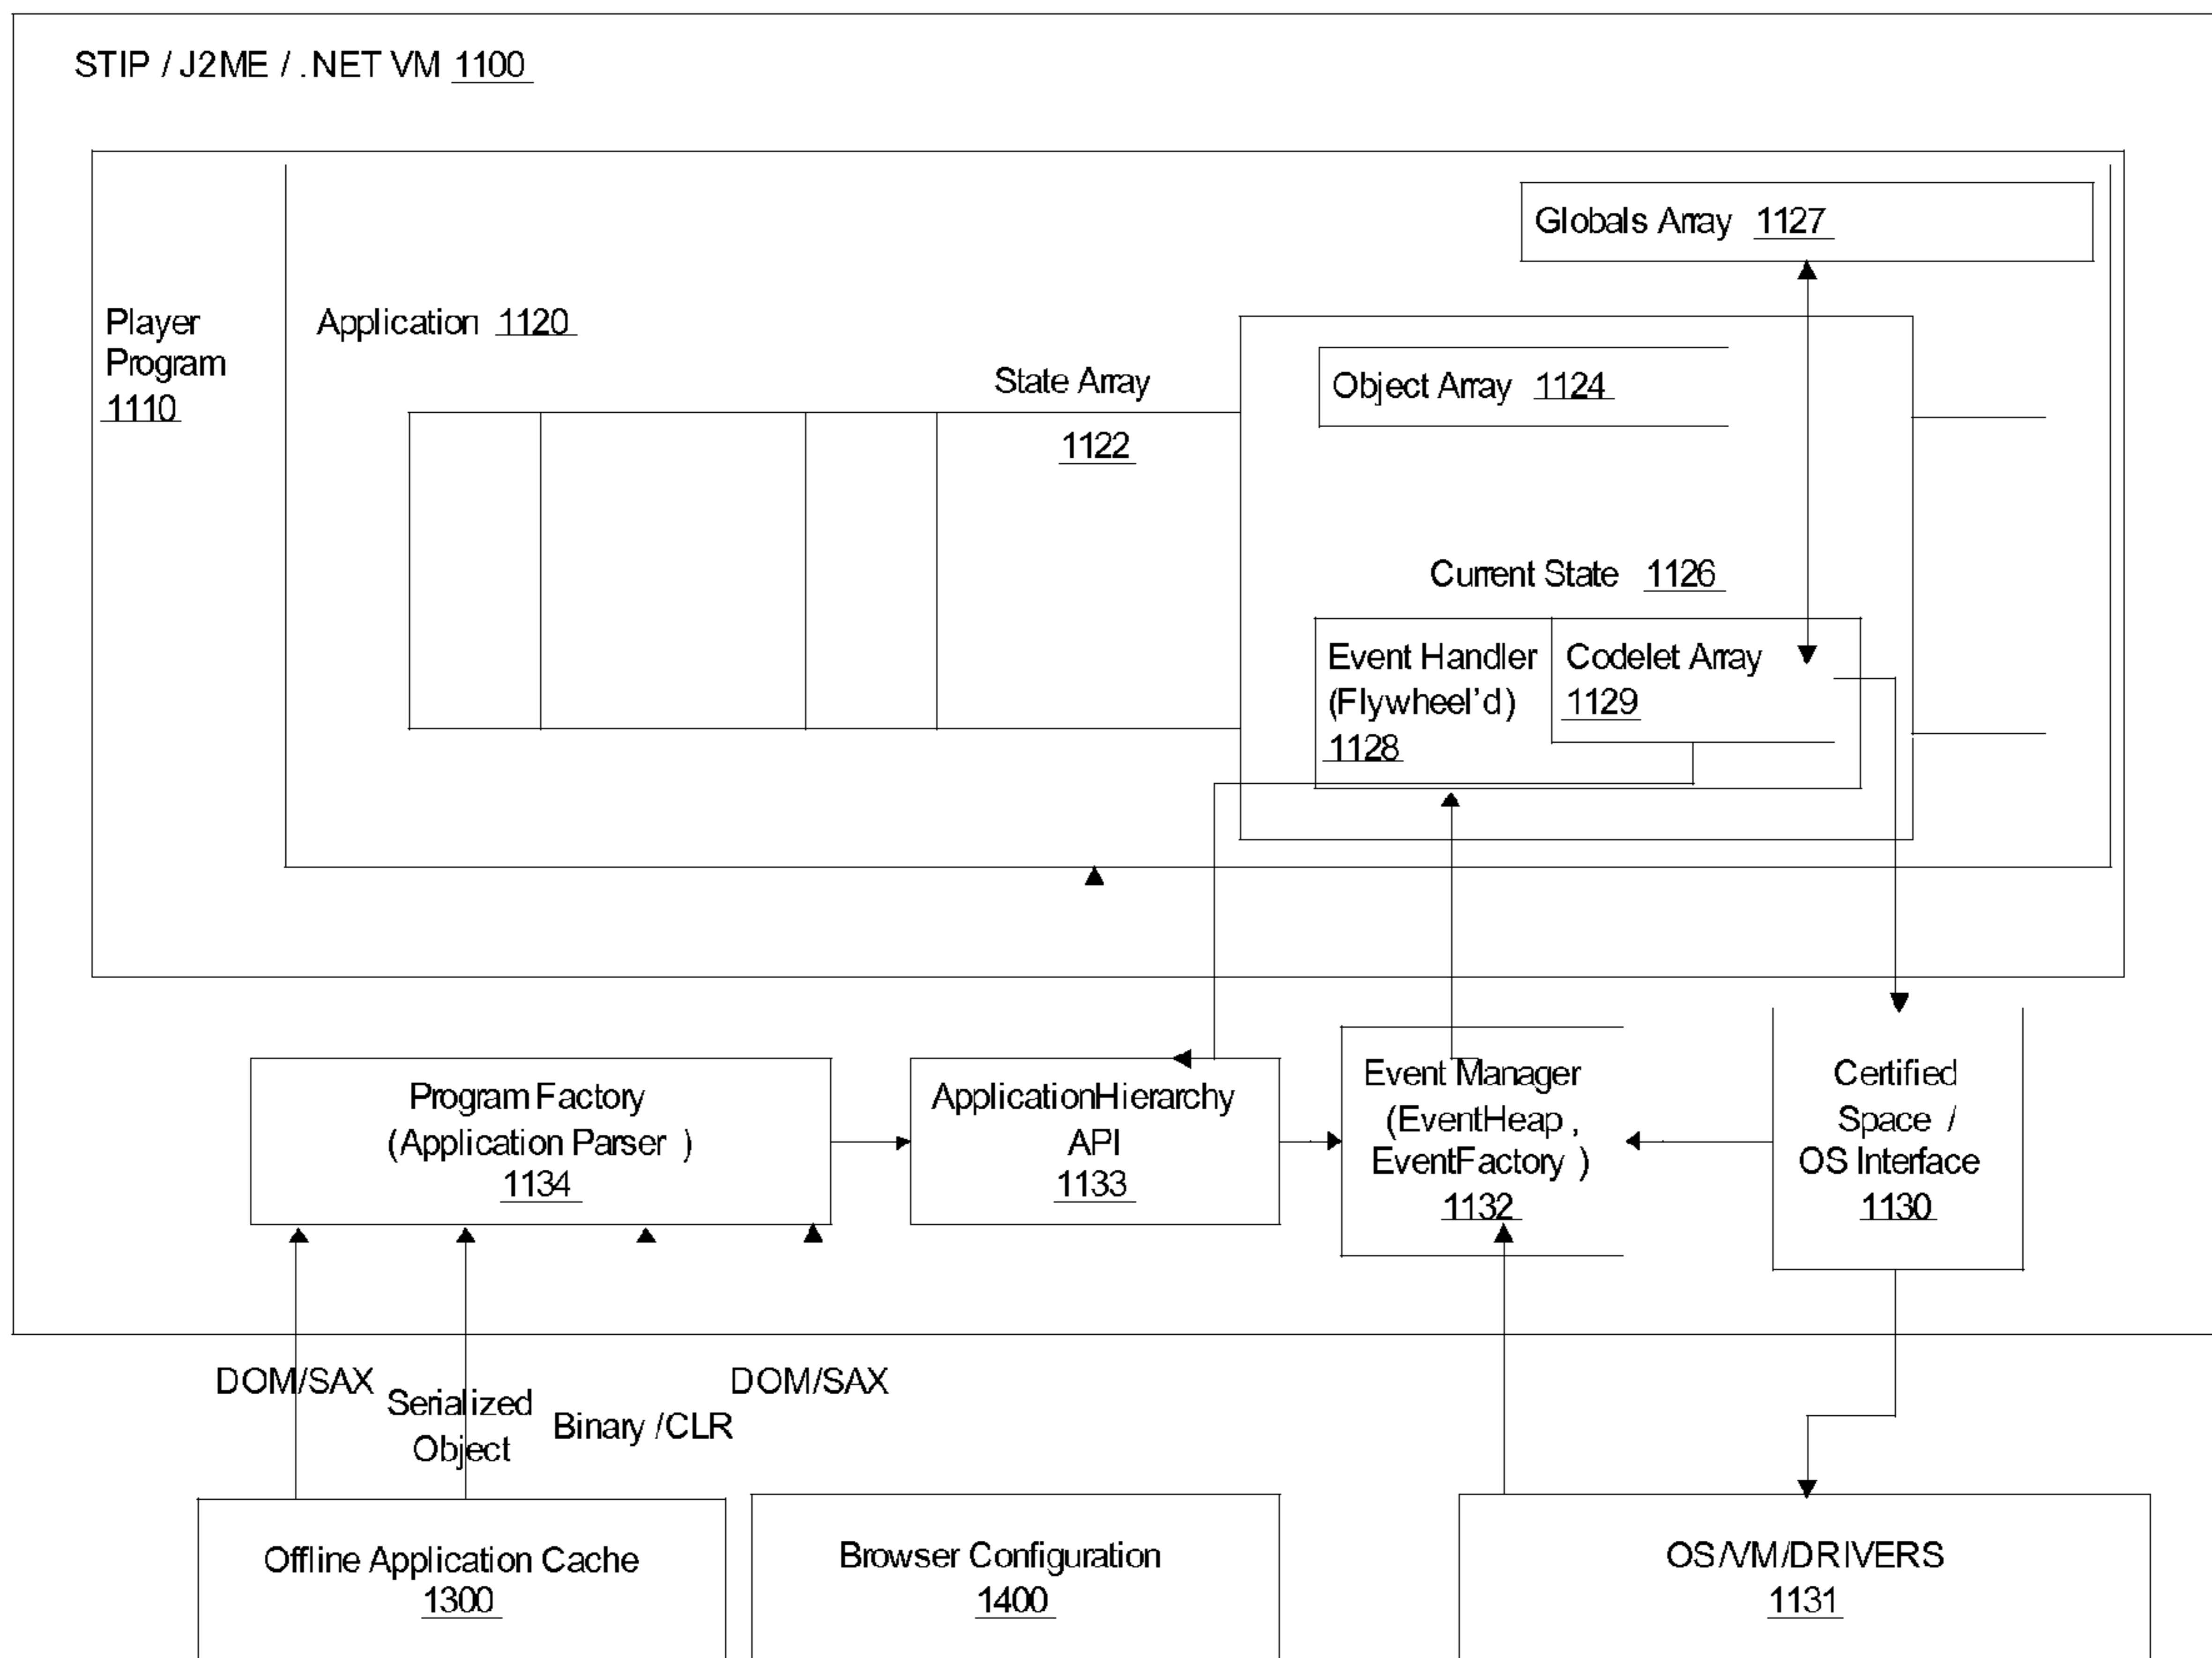 STIP / J2ME / .NET VM 1100
Globals Array 1127
Player
Program
1110
Application 1120
State Array
1122
Object Array 1124
Current State 1126
Event Handler
(Flywheel'd)
1128
Codelet Array
1129
Program Factory
(Application Parser )
1134
ApplicationHierarchy
API
1133
Event Manager
(EventHeap ,
EventFactory )
1132
Certified
Space /
OS Interface
1130
DOM/SAX
Serialized
Object
Binary /CLR
DOM/SAX
Offline Application Cache
1300
Browser Configuration
1400
OS/VM/DRIVERS
1131